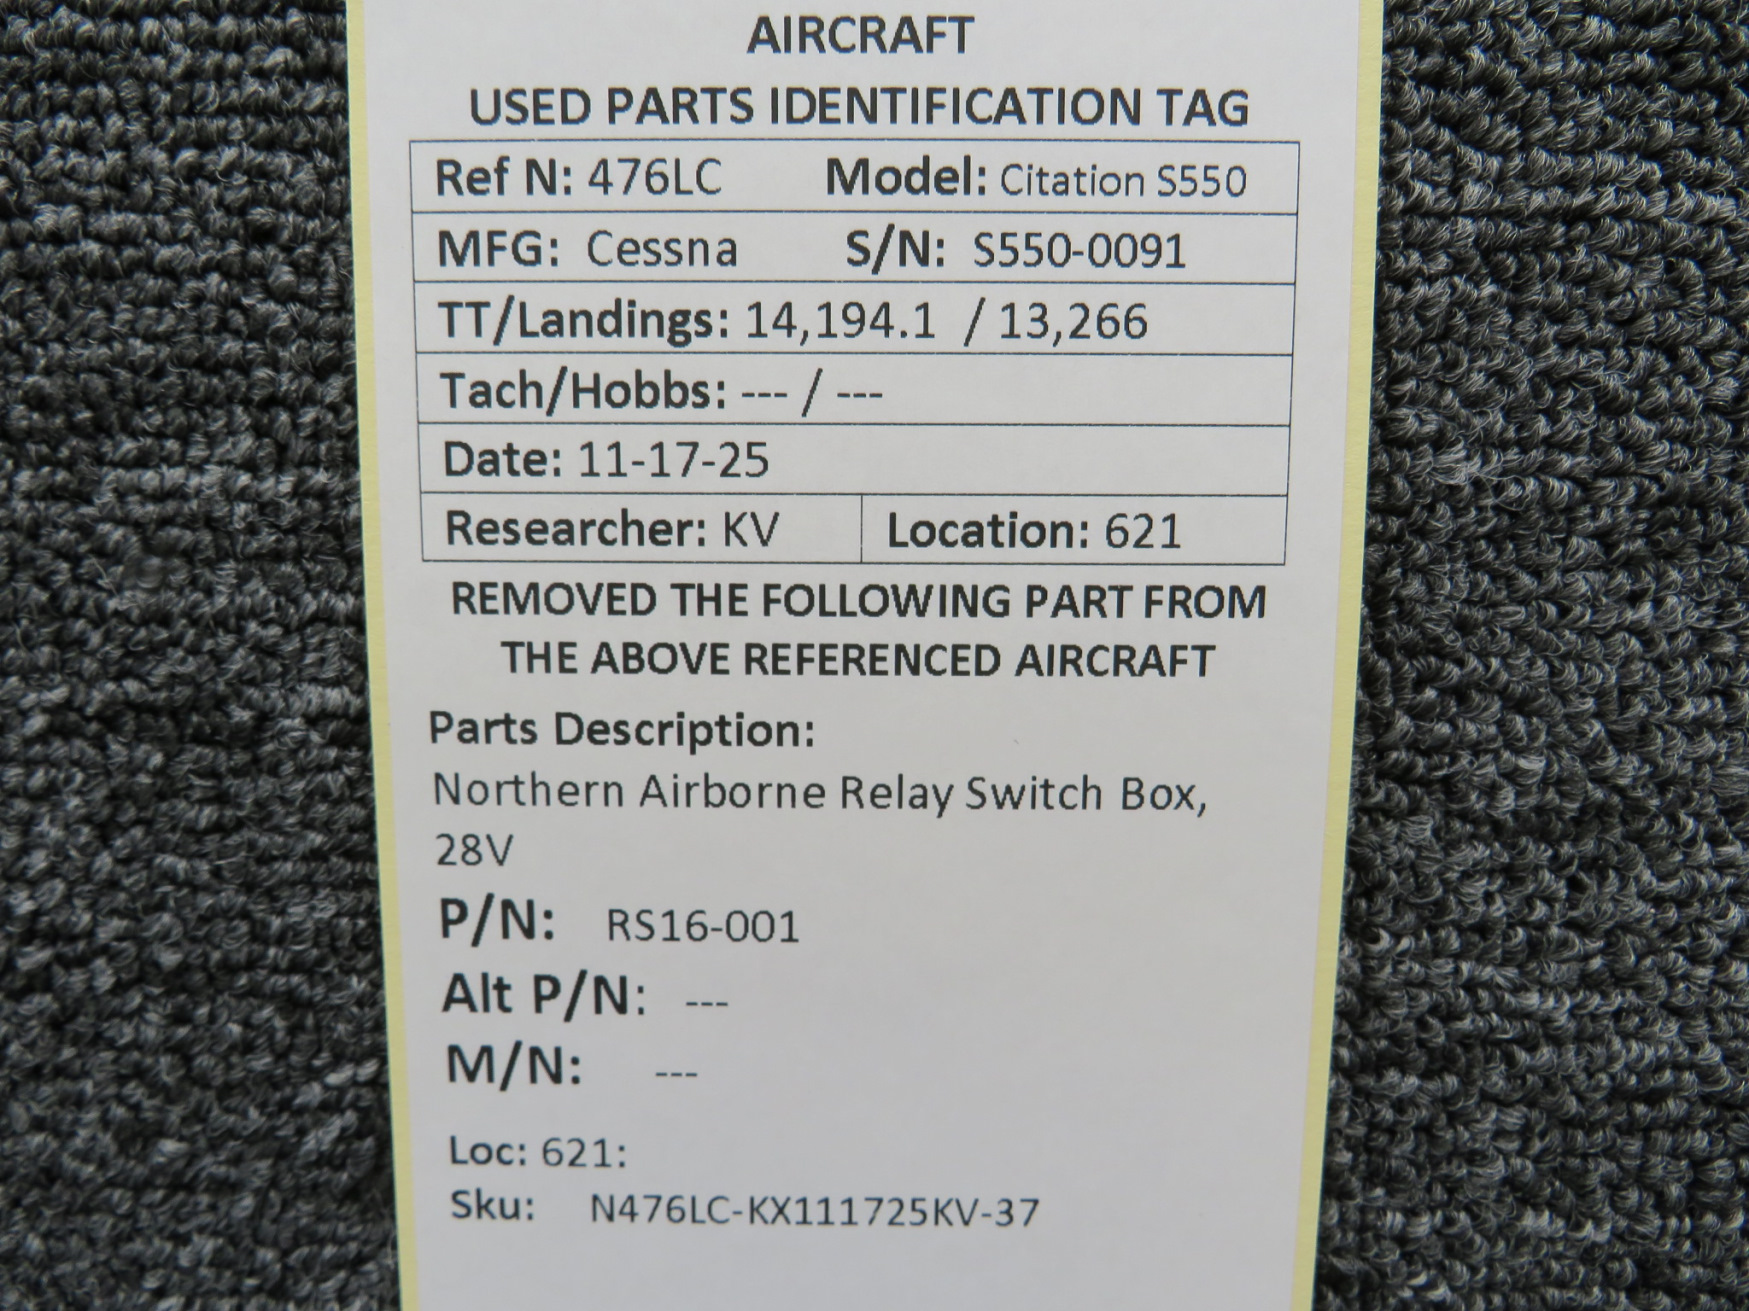 AIRCRAFT
USED PARTS IDENTIFICATION TAG
Ref N: 476LC Model: Citation S550
MFG: Cessna S/N: S550-0091
TT/Landings: 14,194.1 / 13,266
Tach/Hobbs: --- / ---
Date: 11-17-25
Researcher: KV Location: 621
REMOVED THE FOLLOWING PART FROM
THE ABOVE REFERENCED AIRCRAFT
Parts Description:
Northern Airborne Relay Switch Box,
28V
P/N: RS16-001
Alt P/N: ---
M/N: ---
Loc: 621:
Sku: N476LC-KX111725KV-37